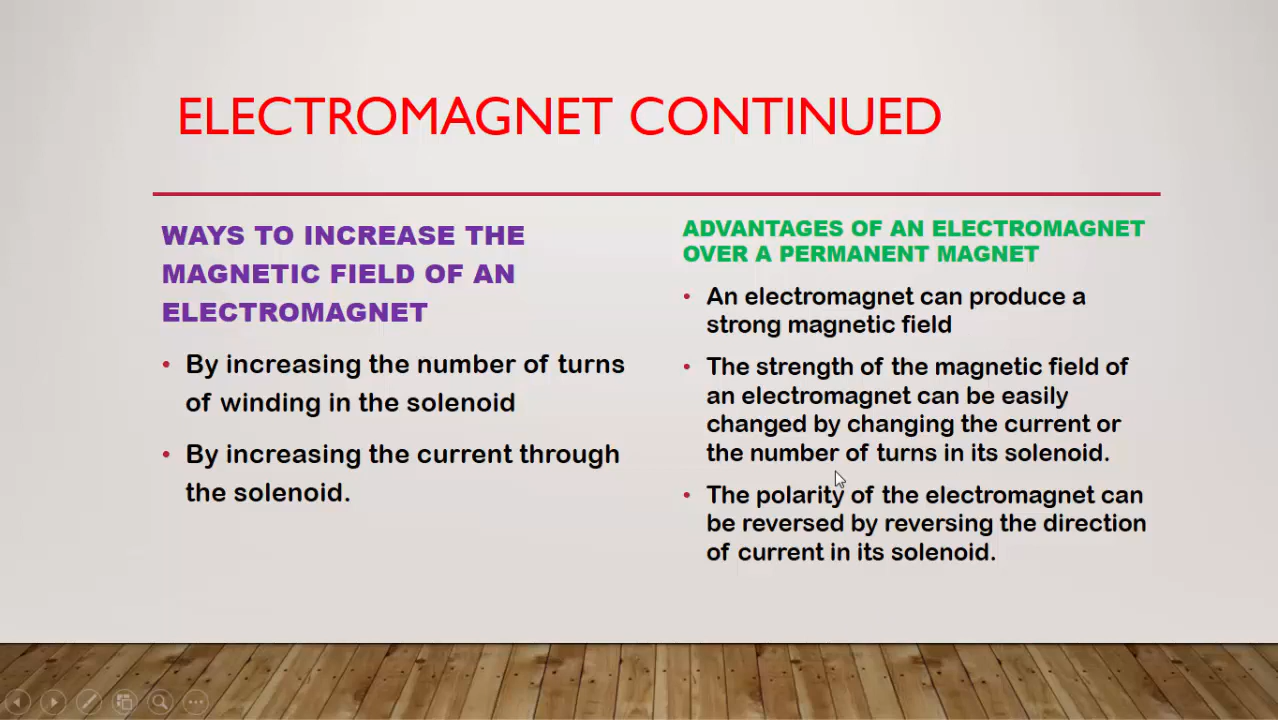 ELECTROMAGNET CONTINUED
WAYS TO INCREASE THE
MAGNETIC FIELD OF AN
ELECTROMAGNET
• By increasing the number of turns
of winding in the solenoid
• By increasing the current through
the solenoid.
ADVANTAGES OF AN ELECTROMAGNET
OVER A PERMANENT MAGNET
• An electromagnet can produce a
strong magnetic field
• The strength of the magnetic field of
an electromagnet can be easily
changed by changing the current or
the number of turns in its solenoid.
• The polarity of the electromagnet can
be reversed by reversing the direction
of current in its solenoid.